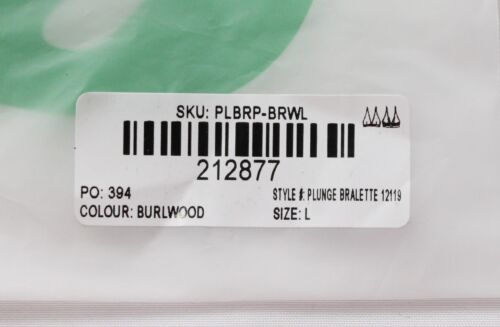 SKU: PLBRP-BRWL
212877
PO: 394 STYLE #: PLUNGE BRALETTE 12119
COLOUR: BURLWOOD SIZE: L